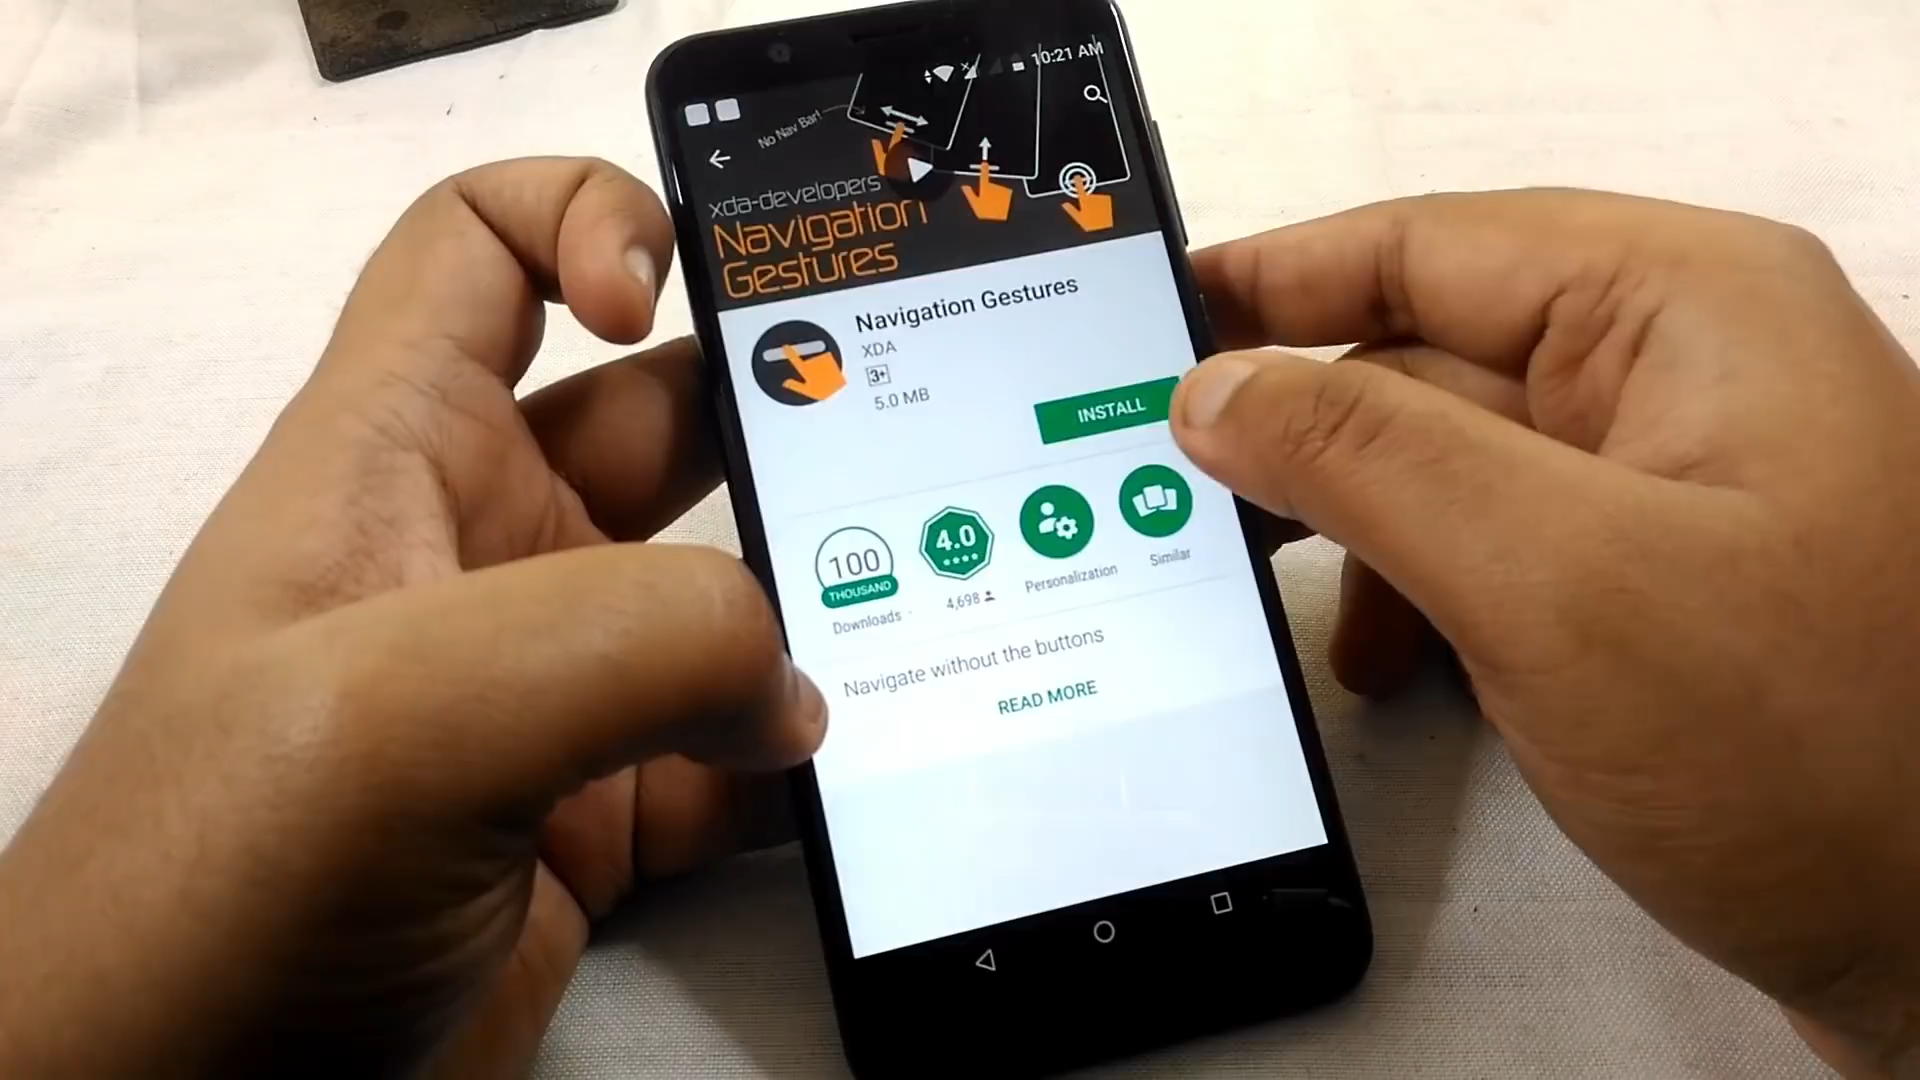 10:21 AM
No Nav Bar!
xda-developers
Navigation
Gestures
Navigation Gestures
XDA
3+
5.0 MB
INSTALL
100
THOUSAND
Downloads
4.0
4,698
Personalization
Similar
Navigate without the buttons
READ MORE